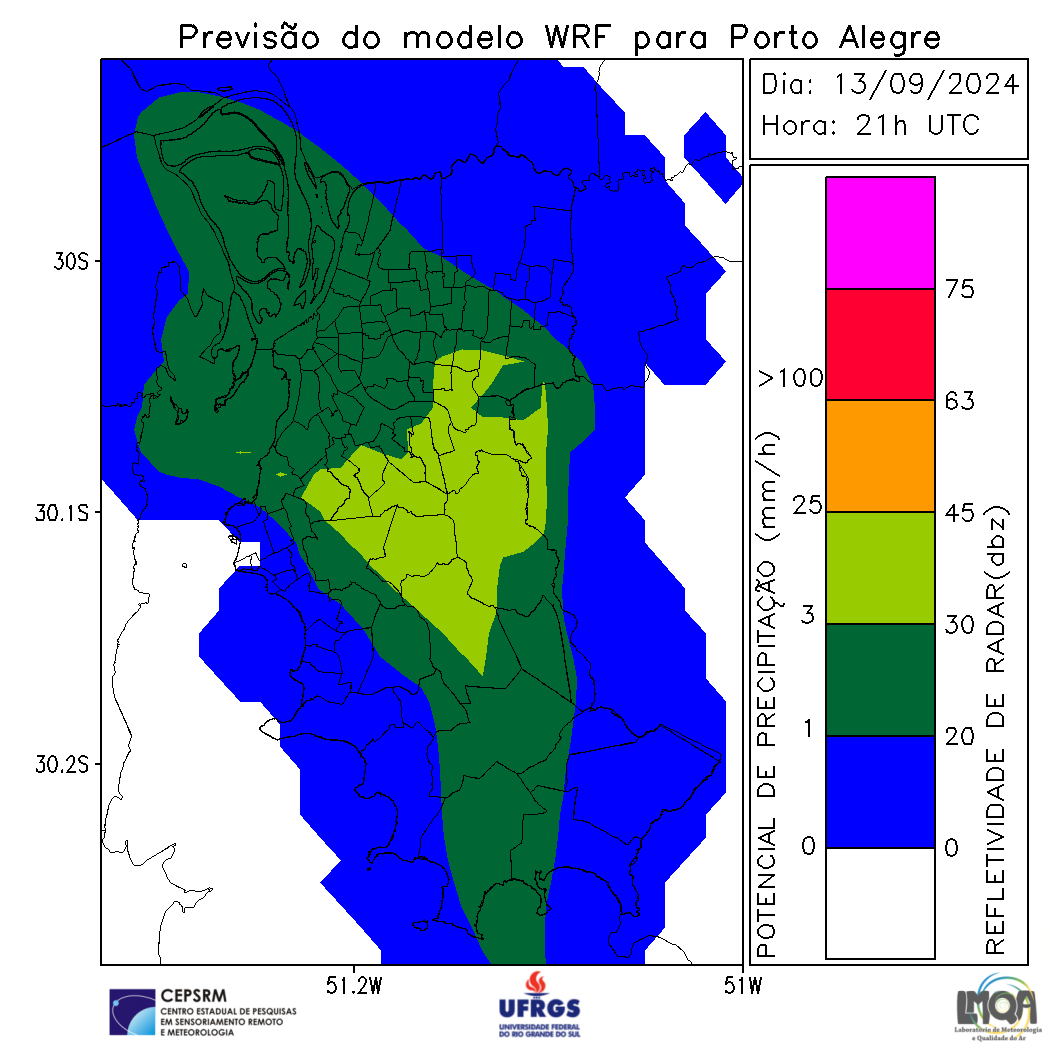 Previsão do modelo WRF para Porto Alegre
Dia: 13/09/2024
Hora: 21h UTC
30S
30.1S
30.2S
51.2W
51W
POTENCIAL DE PRECIPITAÇÃO (mm/h)
>100
25
3
1
0
75
63
45
30
20
0
REFLETIVIDADE DE RADAR(dbz)
CEPSRM
CENTRO ESTADUAL DE PESQUISAS
EM SENSORIAMENTO REMOTO
E METEOROLOGIA
UFRGS
UNIVERSIDADE FEDERAL
DO RIO GRANDE DO SUL
LMQA
Laboratório de Meteorologia
e Qualidade do Ar